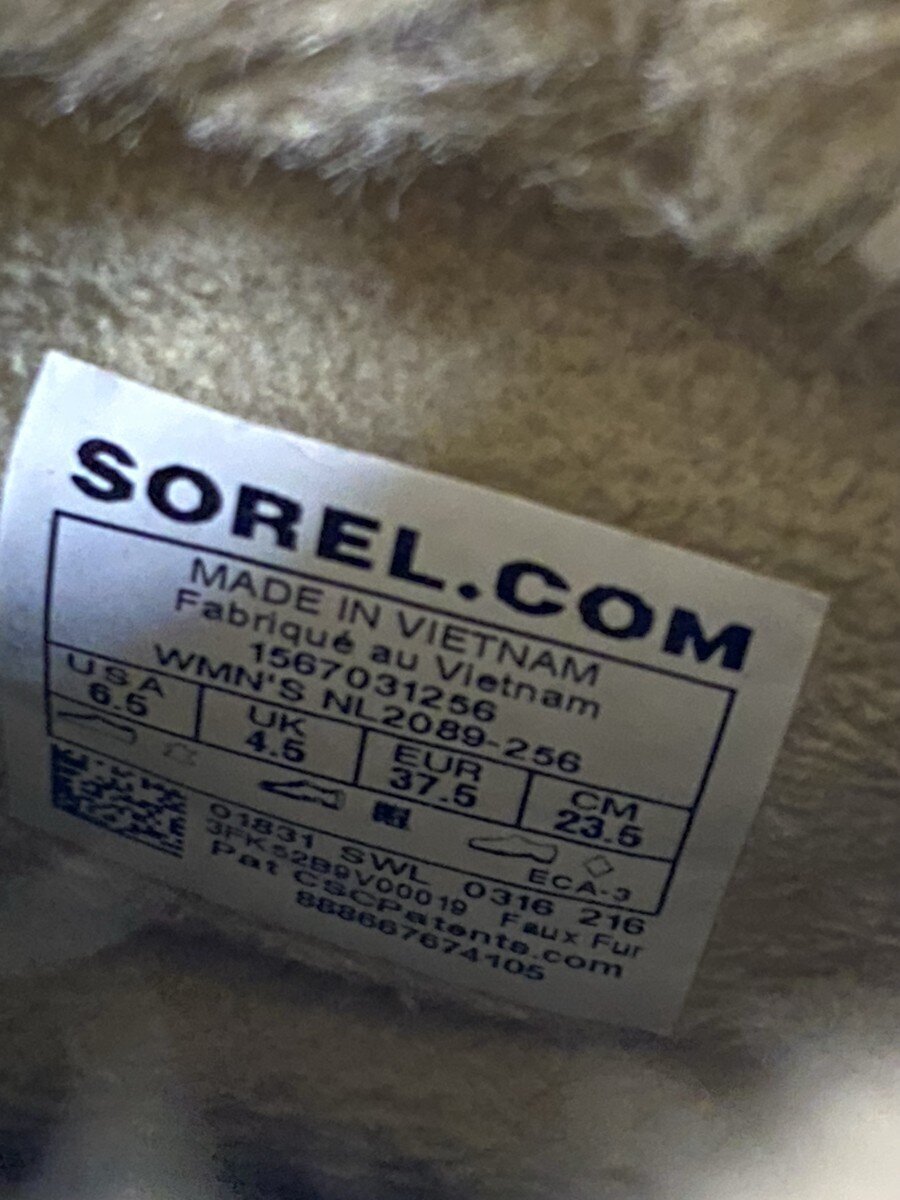 SOREL.COM
MADE IN VIETNAM
Fabriqué au Vietnam
1567031256
WMN'S NL2089-256
USA UK EUR CM
6.5 4.5 37.5 23.5
ECA-3
01831 SWL 0316 216
3FK52B9V00019 Faux Fur
Pat CSCPatents.com
888667674105